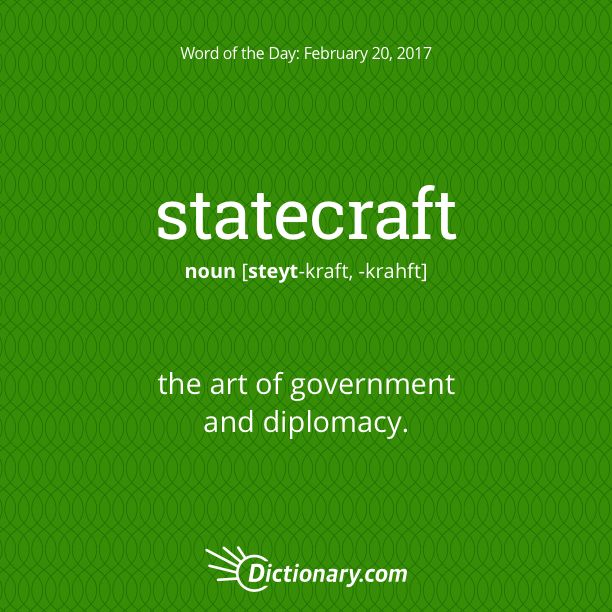 Word of the Day: February 20, 2017
statecraft
noun [steyt-kraft, -krahft]
the art of government
and diplomacy.
Dictionary.com